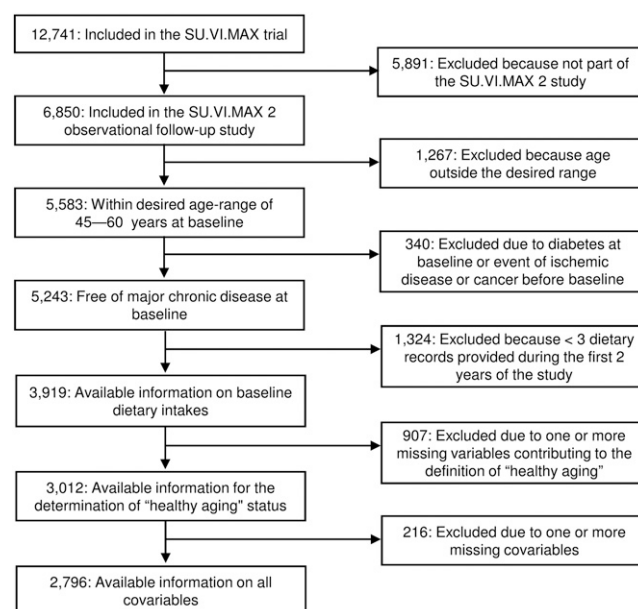 12,741: Included in the SU.VI.MAX trial
5,891: Excluded because not part of
the SU.VI.MAX 2 study
6,850: Included in the SU.VI.MAX 2
observational follow-up study
1,267: Excluded because age
outside the desired range
5,583: Within desired age-range of
45—60 years at baseline
340: Excluded due to diabetes at
baseline or event of ischemic
disease or cancer before baseline
5,243: Free of major chronic disease at
baseline
1,324: Excluded because < 3 dietary
records provided during the first 2
years of the study
3,919: Available information on baseline
dietary intakes
907: Excluded due to one or more
missing variables contributing to the
definition of “healthy aging”
3,012: Available information for the
determination of “healthy aging” status
216: Excluded due to one or more
missing covariables
2,796: Available information on all
covariables